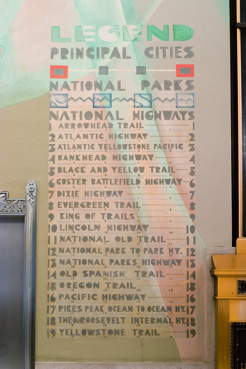 LEGEND
PRINCIPAL CITIES
NATIONAL PARKS
NATIONAL HIGHWAYS
1 ARROWHEAD TRAIL 1
2 ATLANTIC HIGHWAY 2
3 ATLANTIC YELLOWSTONE PACIFIC 3
4 BANKHEAD HIGHWAY 4
5 BLACK AND YELLOW TRAIL 5
6 CUSTER BATTLEFIELD HIGHWAY 6
7 DIXIE HIGHWAY 7
8 EVERGREEN TRAIL 8
9 KING OF TRAILS 9
10 LINCOLN HIGHWAY 10
11 NATIONAL OLD TRAIL 11
12 NATIONAL PARK TO PARK HY. 12
13 NATIONAL PARKS HIGHWAY 13
14 OLD SPANISH TRAIL 14
15 OREGON TRAIL 15
16 PACIFIC HIGHWAY 16
17 PIKES PEAK OCEAN TO OCEAN HY. 17
18 THEO. ROOSEVELT INTERNL. HY. 18
19 YELLOWSTONE TRAIL 19